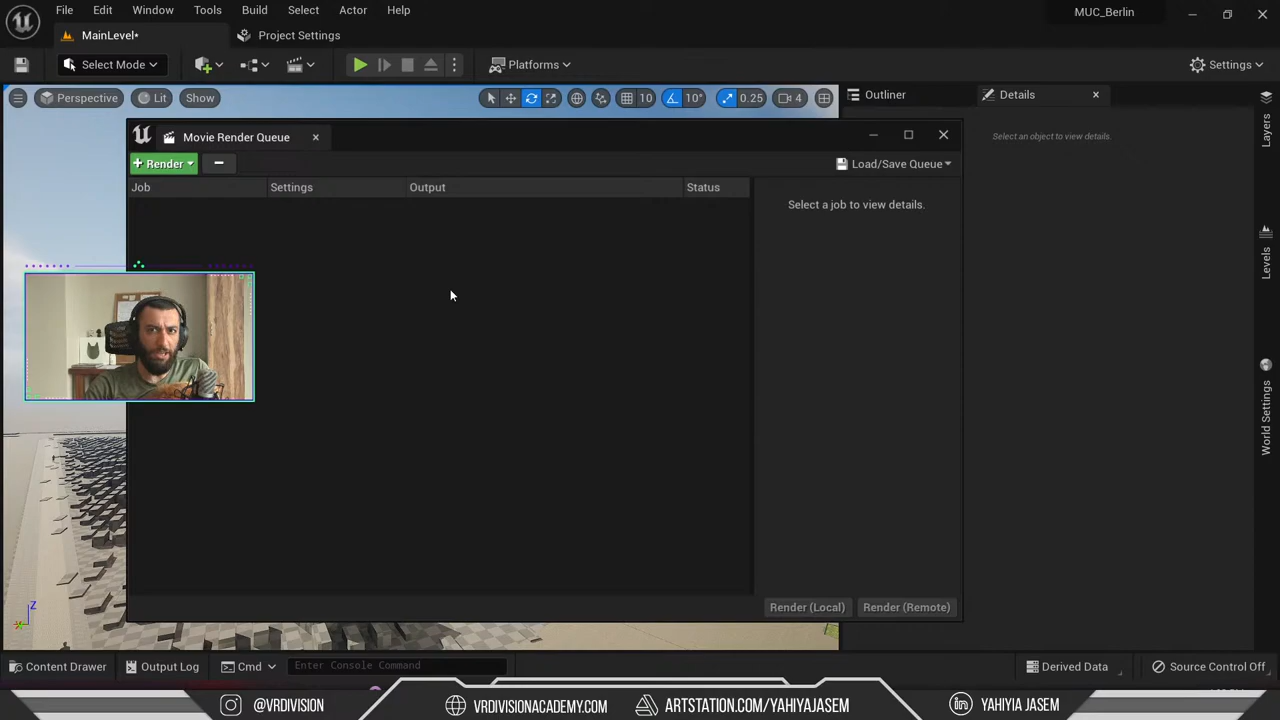 File Edit Window Tools Build Select Actor Help
MUC_Berlin
MainLevel*
Project Settings
Select Mode
Platforms
Settings
Perspective
Lit
Show
10
10°
0.25
4
Outliner
Details
Select an object to view details.
Layers
Levels
World Settings
Movie Render Queue
+ Render
Load/Save Queue
Job
Settings
Output
Status
Select a job to view details.
Render (Local)
Render (Remote)
Z
Content Drawer
Output Log
Cmd
Enter Console Command
Derived Data
Source Control Off
@VRDIVISION
VRDIVISIONACADEMY.COM
ARTSTATION.COM/YAHIYAJASEM
YAHIYIA JASEM